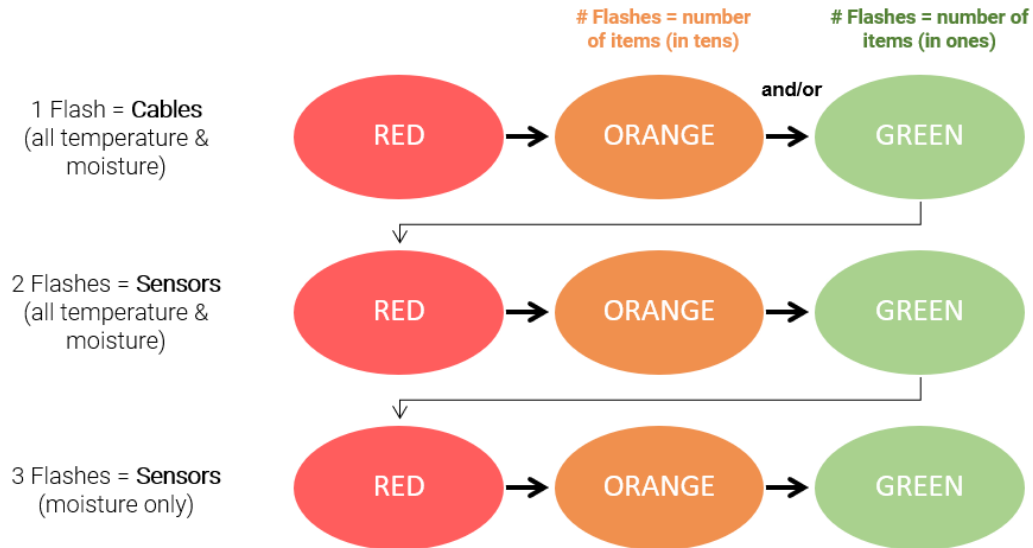 # Flashes = number
of items (in tens)
# Flashes = number of
items (in ones)
1 Flash = Cables
(all temperature &
moisture)
RED
ORANGE
and/or
GREEN
2 Flashes = Sensors
(all temperature &
moisture)
RED
ORANGE
GREEN
3 Flashes = Sensors
(moisture only)
RED
ORANGE
GREEN